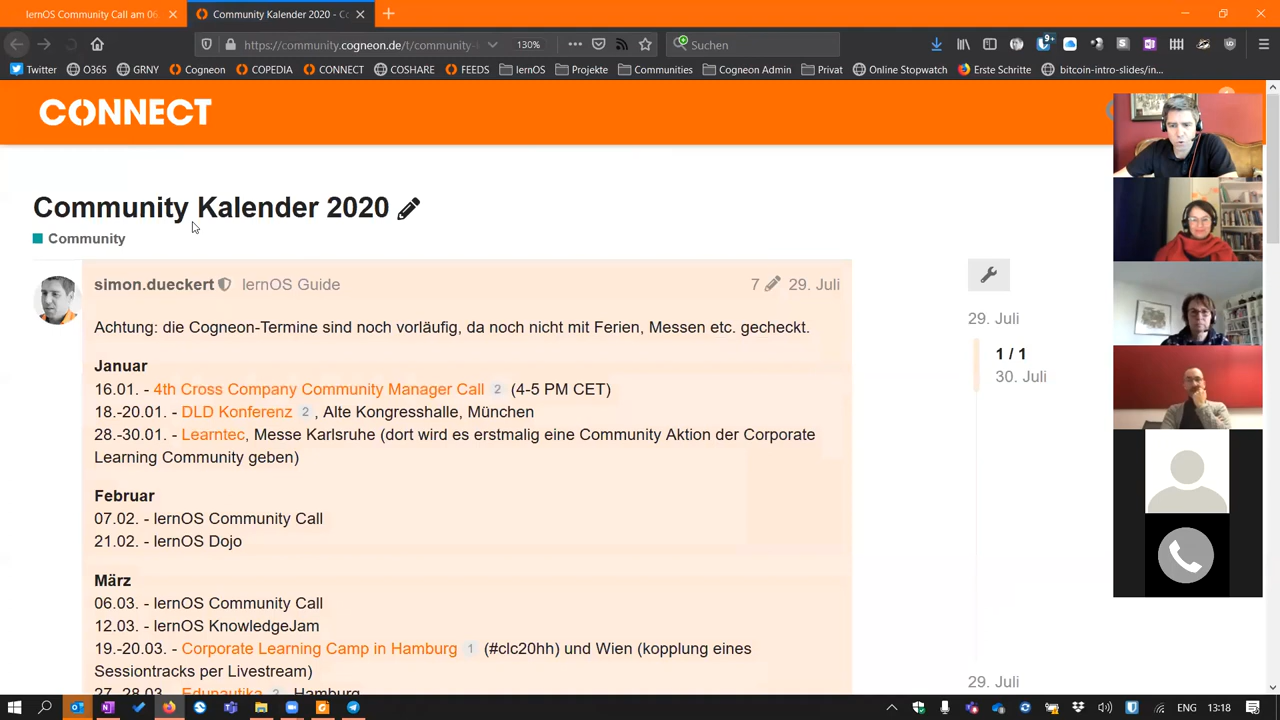 lernOS Community Call am 06.
Community Kalender 2020 - Co
https://community.cogneon.de/t/community-
130%
Suchen
9+
Twitter
O365
GRNY
Cogneon
COPEDIA
CONNECT
COSHARE
FEEDS
lernOS
Projekte
Communities
Cogneon Admin
Privat
Online Stopwatch
Erste Schritte
bitcoin-intro-slides/in...
CONNECT
Community Kalender 2020
Community
simon.dueckert lernOS Guide 7 29. Juli
Achtung: die Cogneon-Termine sind noch vorläufig, da noch nicht mit Ferien, Messen etc. gecheckt.
Januar
16.01. - 4th Cross Company Community Manager Call 2 (4-5 PM CET)
18.-20.01. - DLD Konferenz 2 , Alte Kongresshalle, München
28.-30.01. - Learntec, Messe Karlsruhe (dort wird es erstmalig eine Community Aktion der Corporate
Learning Community geben)
Februar
07.02. - lernOS Community Call
21.02. - lernOS Dojo
März
06.03. - lernOS Community Call
12.03. - lernOS KnowledgeJam
19.-20.03. - Corporate Learning Camp in Hamburg 1 (#clc20hh) und Wien (kopplung eines
Sessiontracks per Livestream)
27.-28.03. - Edunautika 2 , Hamburg
29. Juli
1 / 1
30. Juli
29. Juli
ENG
13:18